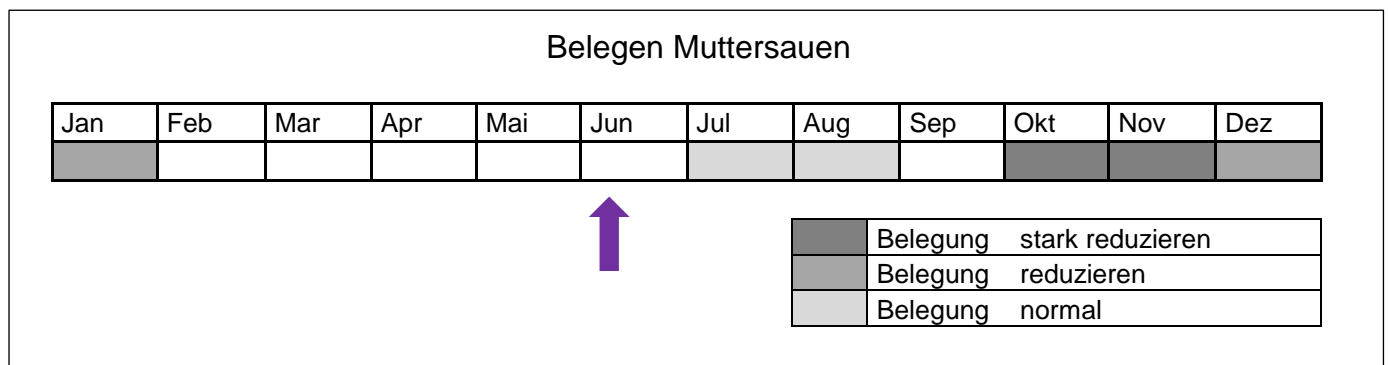 Belegen Muttersauen
Jan Feb Mar Apr Mai Jun Jul Aug Sep Okt Nov Dez
Belegung stark reduzieren
Belegung reduzieren
Belegung normal